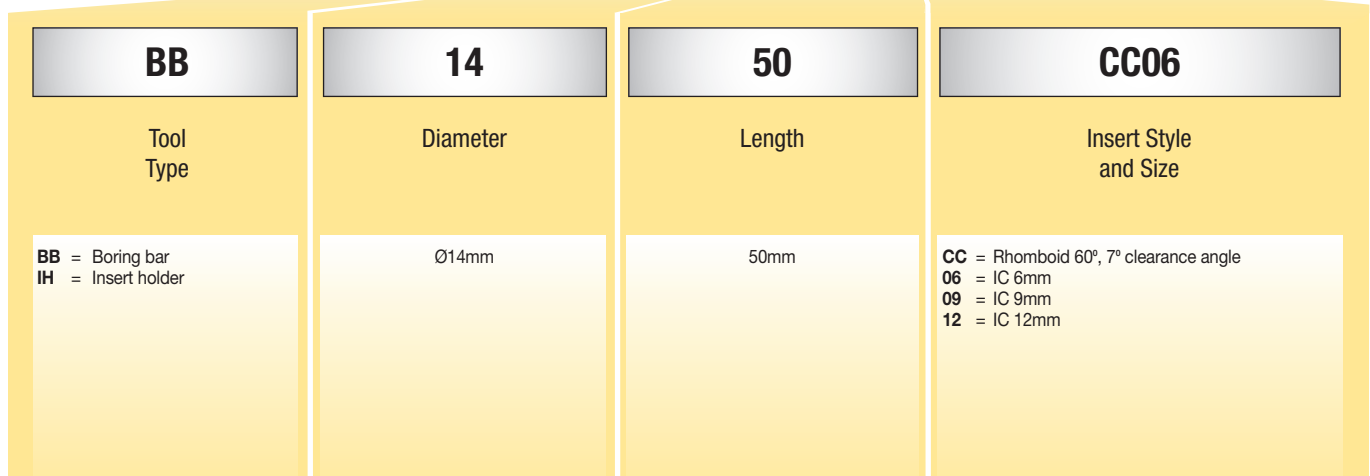 BB
14
50
CC06
Tool
Type
Diameter
Length
Insert Style
and Size
BB = Boring bar
IH = Insert holder
Ø14mm
50mm
CC = Rhomboid 60º, 7º clearance angle
06 = IC 6mm
09 = IC 9mm
12 = IC 12mm